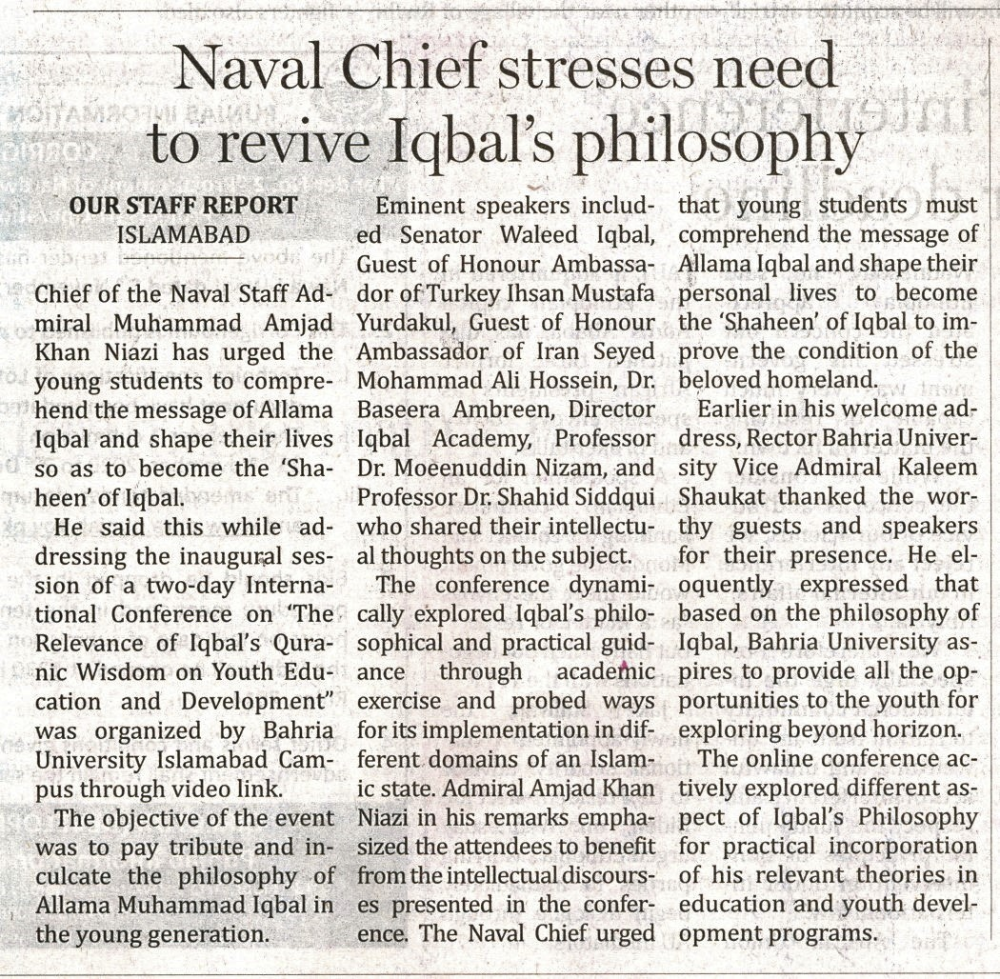 Naval Chief stresses need
to revive Iqbal's philosophy
OUR STAFF REPORT
ISLAMABAD
Chief of the Naval Staff Ad-
miral Muhammad Amjad
Khan Niazi has urged the
young students to compre-
hend the message of Allama
Iqbal and shape their lives
so as to become the ‘Sha-
heen’ of Iqbal.
He said this while ad-
dressing the inaugural ses-
sion of a two-day Interna-
tional Conference on ‘The
Relevance of Iqbal’s Qura-
nic Wisdom on Youth Edu-
cation and Development”
was organized by Bahria
University Islamabad Cam-
pus through video link.
The objective of the event
was to pay tribute and in-
culcate the philosophy of
Allama Muhammad Iqbal in
the young generation.
Eminent speakers includ-
ed Senator Waleed Iqbal,
Guest of Honour Ambassa-
dor of Turkey Ihsan Mustafa
Yurdakul, Guest of Honour
Ambassador of Iran Seyed
Mohammad Ali Hossein, Dr.
Baseera Ambreen, Director
Iqbal Academy, Professor
Dr. Moeenuddin Nizam, and
Professor Dr. Shahid Siddqui
who shared their intellectu-
al thoughts on the subject.
The conference dynami-
cally explored Iqbal’s philo-
sophical and practical guid-
ance through academic
exercise and probed ways
for its implementation in dif-
ferent domains of an Islam-
ic state. Admiral Amjad Khan
Niazi in his remarks empha-
sized the attendees to benefit
from the intellectual discours-
es presented in the confer-
ence. The Naval Chief urged
that young students must
comprehend the message of
Allama Iqbal and shape their
personal lives to become
the ‘Shaheen’ of Iqbal to im-
prove the condition of the
beloved homeland.
Earlier in his welcome ad-
dress, Rector Bahria Univer-
sity Vice Admiral Kaleem
Shaukat thanked the wor-
thy guests and speakers
for their presence. He el-
oquently expressed that
based on the philosophy of
Iqbal, Bahria University as-
pires to provide all the op-
portunities to the youth for
exploring beyond horizon.
The online conference ac-
tively explored different as-
pect of Iqbal’s Philosophy
for practical incorporation
of his relevant theories in
education and youth devel-
opment programs.